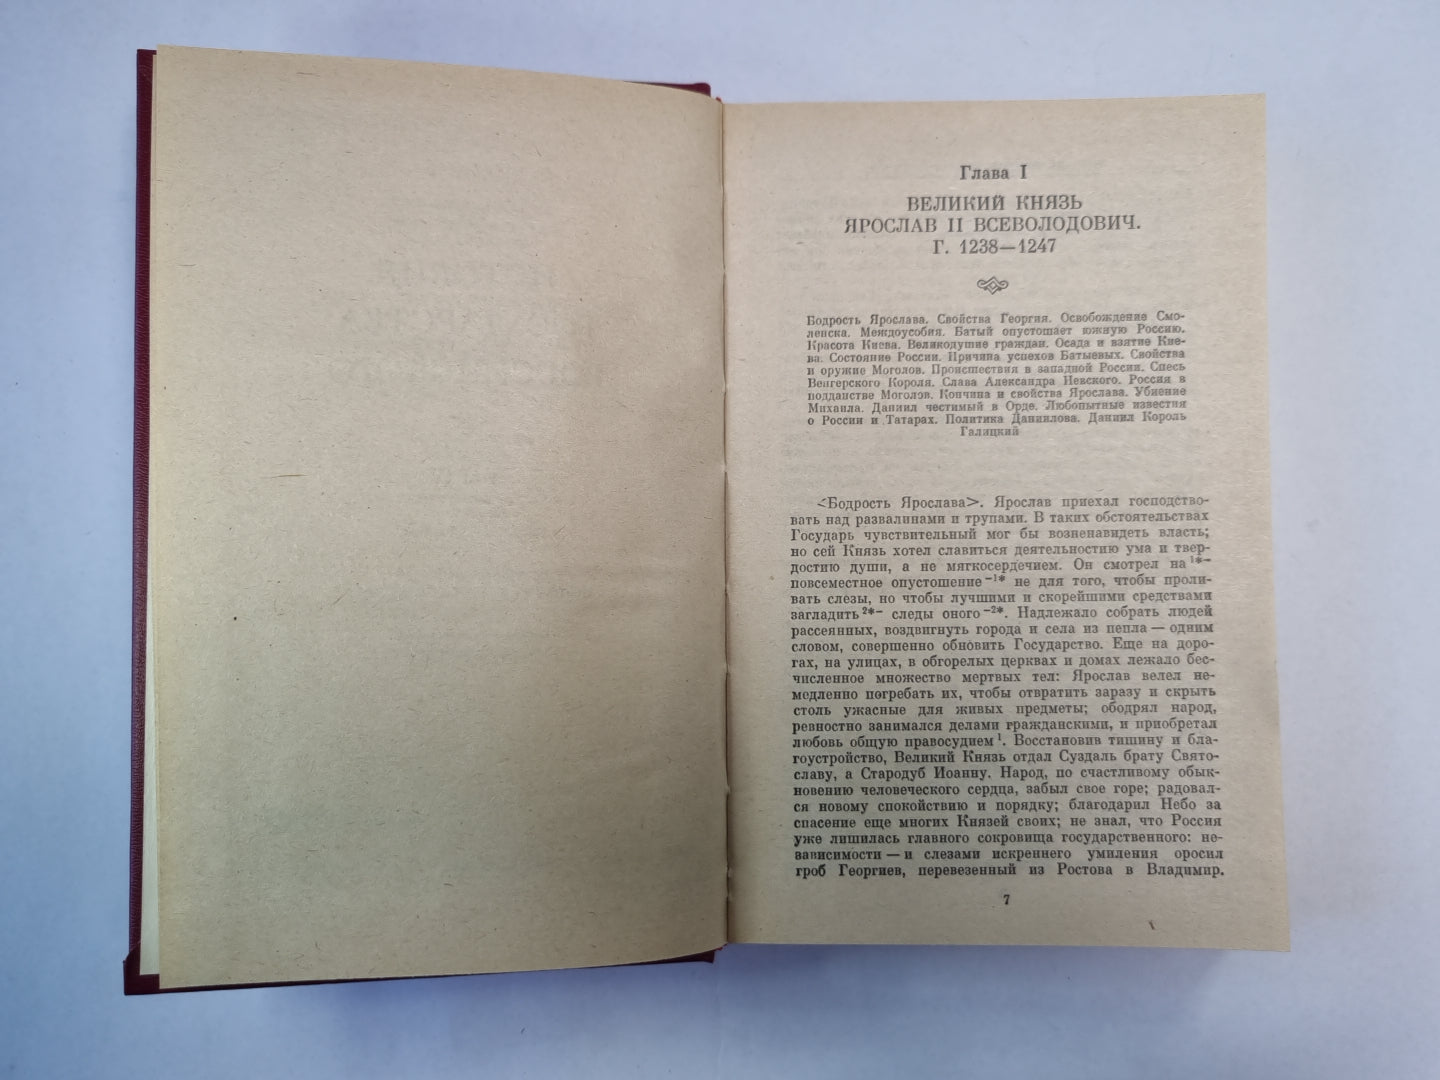 Глава I
ВЕЛИКИЙ КНЯЗЬ
ЯРОСЛАВ II ВСЕВОЛОДОВИЧ.
Г. 1238—1247
Бодрость Ярослава. Свойства Георгия. Освобождение Смо-
ленска. Междоусобия. Батый опустошает южную Россию.
Красота Киева. Великодушие граждан. Осада и взятие Кие-
ва. Состояние России. Причина успехов Батыевых. Свойства
и оружие Моголов. Происшествия в западной России. Спесь
Венгерского Короля. Слава Александра Невского. Россия в
подданстве Моголов. Кончина и свойства Ярослава. Убиение
Михаила. Даниил честимый в Орде. Любопытные известия
о России и Татарах. Политика Даниилова. Даниил Король
Галицкий
<Бодрость Ярослава>. Ярослав приехал господство-
вать над развалинами и трупами. В таких обстоятельствах
Государь чувствительный мог бы возненавидеть власть;
но сей Князь хотел славиться деятельностию ума и твер-
достию души, а не мягкосердечием. Он смотрел на 1*-
повсеместное опустошение -1* не для того, чтобы проли-
вать слезы, но чтобы лучшими и скорейшими средствами
загладить 2*- следы оного -2*. Надлежало собрать людей
рассеянных, воздвигнуть города и села из пепла — одним
словом, совершенно обновить Государство. Еще на доро-
гах, на улицах, в обгорелых церквах и домах лежало бес-
численное множество мертвых тел: Ярослав велел не-
медленно погребать их, чтобы отвратить заразу и скрыть
столь ужасные для живых предметы; ободрял народ,
ревностно занимался делами гражданскими, и приобретал
любовь общую правосудием 1. Восстановив тишину и бла-
гоустройство, Великий Князь отдал Суздаль брату Свято-
славу, а Стародуб Иоанну. Народ, по счастливому обык-
новению человеческого сердца, забыл свое горе; радовал-
ся новому спокойствию и порядку; благодарил Небо за
спасение еще многих Князей своих; не знал, что Россия
уже лишилась главного сокровища государственного: не-
зависимости — и слезами искреннего умиления оросил
гроб Георгиев, перевезенный из Ростова в Владимир.
7